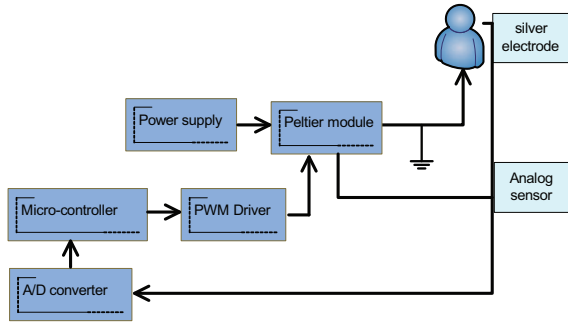 silver
electrode
Power supply
Peltier module
Analog
sensor
Micro-controller
PWM Driver
A/D converter